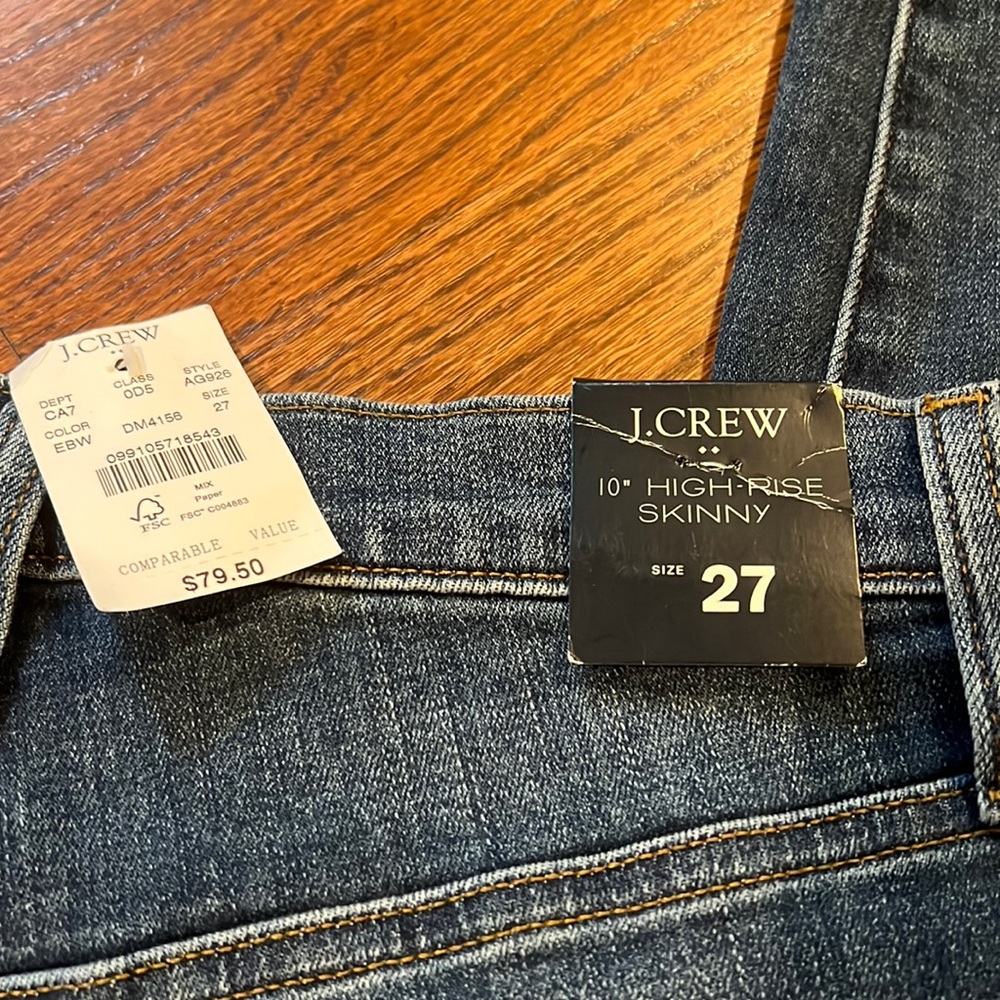 J.CREW
CLASS STYLE
DEPT 0D5 AG926
CA7 SIZE
COLOR DM4156 27
EBW
099105718543
MIX
Paper
FSC FSC® C004883
COMPARABLE VALUE
$79.50
J.CREW
10" HIGH-RISE
SKINNY
SIZE 27